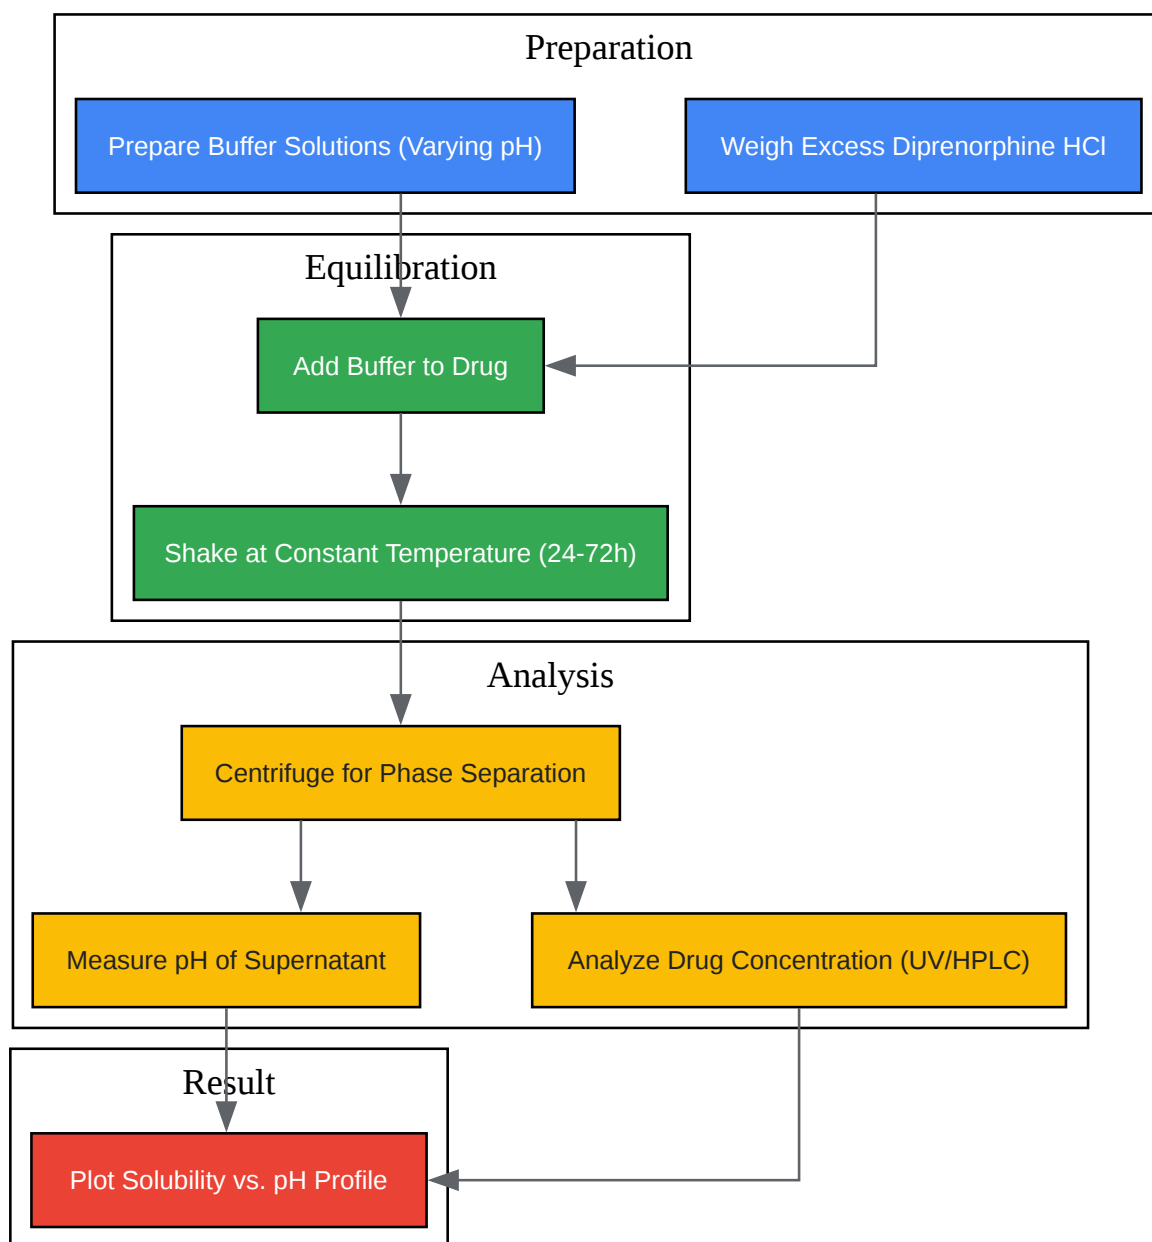 Preparation
Prepare Buffer Solutions (Varying pH)
Weigh Excess Diprenorphine HCl
Equilibration
Add Buffer to Drug
Shake at Constant Temperature (24-72h)
Analysis
Centrifuge for Phase Separation
Measure pH of Supernatant
Analyze Drug Concentration (UV/HPLC)
Result
Plot Solubility vs. pH Profile